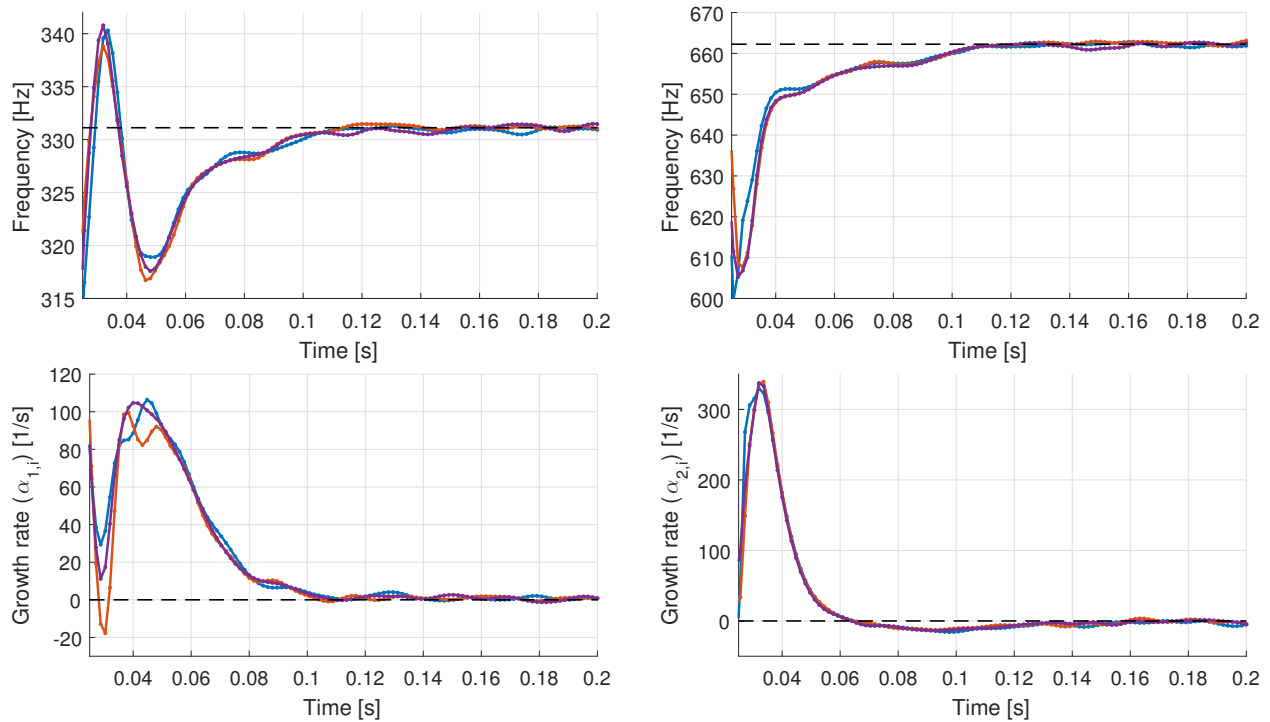 340
335
330
325
320
315
Frequency [Hz]
0.04 0.06 0.08 0.1 0.12 0.14 0.16 0.18 0.2
Time [s]
670
660
650
640
630
620
610
600
Frequency [Hz]
0.04 0.06 0.08 0.1 0.12 0.14 0.16 0.18 0.2
Time [s]
120
100
80
60
40
20
0
-20
Growth rate (α1,i) [1/s]
0.04 0.06 0.08 0.1 0.12 0.14 0.16 0.18 0.2
Time [s]
300
200
100
0
Growth rate (α2,i) [1/s]
0.04 0.06 0.08 0.1 0.12 0.14 0.16 0.18 0.2
Time [s]